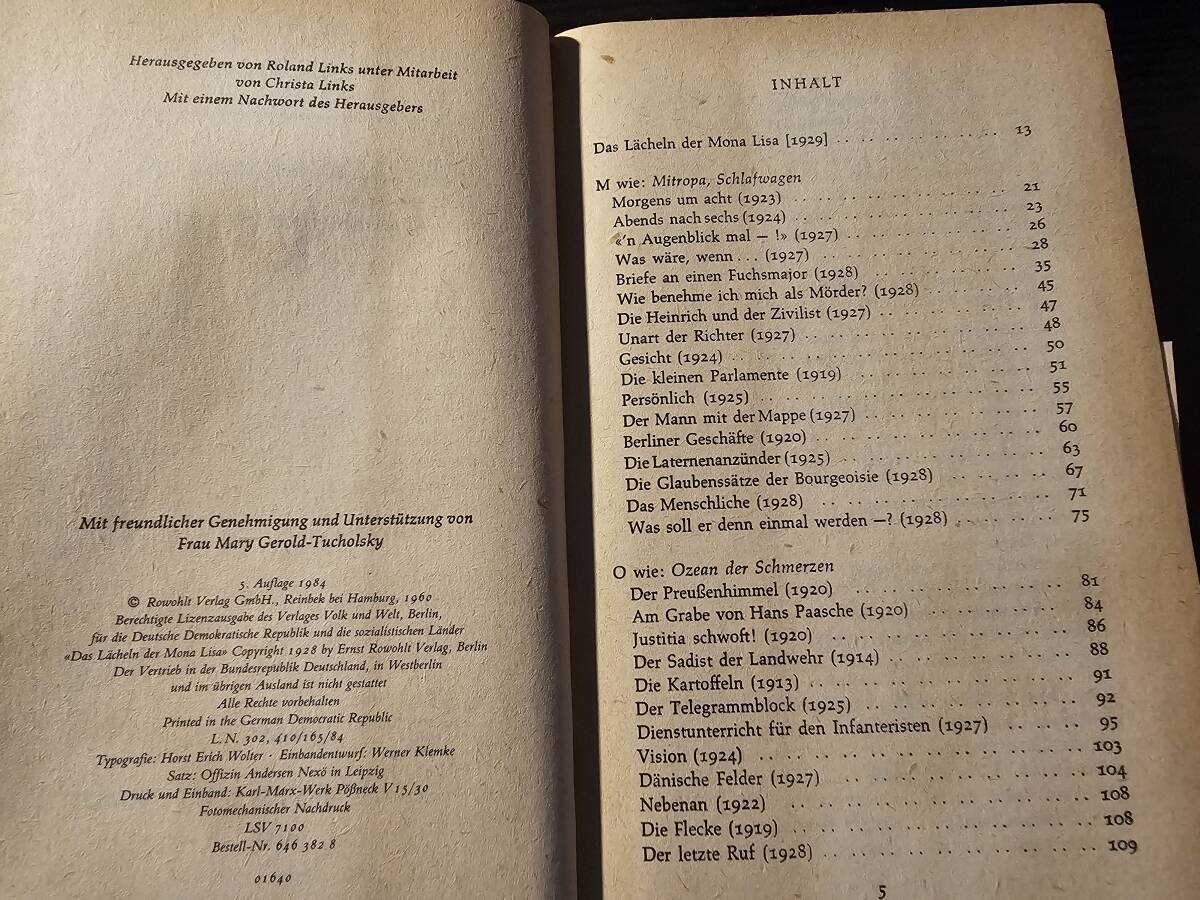 Herausgegeben von Roland Links unter Mitarbeit
von Christa Links
Mit einem Nachwort des Herausgebers
Mit freundlicher Genehmigung und Unterstützung von
Frau Mary Gerold-Tucholsky
5. Auflage 1984
© Rowohlt Verlag GmbH., Reinbek bei Hamburg, 1960
Berechtigte Lizenzausgabe des Verlages Volk und Welt, Berlin,
für die Deutsche Demokratische Republik und die sozialistischen Länder
«Das Lächeln der Mona Lisa» Copyright 1928 by Ernst Rowohlt Verlag, Berlin
Der Vertrieb in der Bundesrepublik Deutschland, in Westberlin
und im übrigen Ausland ist nicht gestattet
Alle Rechte vorbehalten
Printed in the German Democratic Republic
L. N. 302, 410/165/84
Typografie: Horst Erich Wolter · Einbandentwurf: Werner Klemke
Satz: Offizin Andersen Nexö in Leipzig
Druck und Einband: Karl-Marx-Werk Pößneck V 15/30
Fotomechanischer Nachdruck
LSV 7100
Bestell-Nr. 646 382 8
01640
INHALT
Das Lächeln der Mona Lisa [1929] . . . . . . . . . . . 13
M wie: Mitropa, Schlafwagen
Morgens um acht (1923) . . . . . . . . . . . 21
Abends nach sechs (1924) . . . . . . . . . . . 23
«'n Augenblick mal – !» (1927) . . . . . . . . . . . 26
Was wäre, wenn . . . (1927) . . . . . . . . . . . 28
Briefe an einen Fuchsmajor (1928) . . . . . . . . . . . 35
Wie benehme ich mich als Mörder? (1928) . . . . . . . . . . . 45
Die Heinrich und der Zivilist (1927) . . . . . . . . . . . 47
Unart der Richter (1927) . . . . . . . . . . . 48
Gesicht (1924) . . . . . . . . . . . 50
Die kleinen Parlamente (1919) . . . . . . . . . . . 51
Persönlich (1925) . . . . . . . . . . . 55
Der Mann mit der Mappe (1927) . . . . . . . . . . . 57
Berliner Geschäfte (1920) . . . . . . . . . . . 60
Die Laternenanzünder (1925) . . . . . . . . . . . 63
Die Glaubenssätze der Bourgeoisie (1928) . . . . . . . . . . . 67
Das Menschliche (1928) . . . . . . . . . . . 71
Was soll er denn einmal werden –? (1928) . . . . . . . . . . . 75
O wie: Ozean der Schmerzen
Der Preußenhimmel (1920) . . . . . . . . . . . 81
Am Grabe von Hans Paasche (1920) . . . . . . . . . . . 84
Justitia schwoft! (1920) . . . . . . . . . . . 86
Der Sadist der Landwehr (1914) . . . . . . . . . . . 88
Die Kartoffeln (1913) . . . . . . . . . . . 91
Der Telegrammblock (1925) . . . . . . . . . . . 92
Dienstunterricht für den Infanteristen (1927) . . . . . . . . . . . 95
Vision (1924) . . . . . . . . . . . 103
Dänische Felder (1927) . . . . . . . . . . . 104
Nebenan (1922) . . . . . . . . . . . 108
Die Flecke (1919) . . . . . . . . . . . 108
Der letzte Ruf (1928) . . . . . . . . . . . 109
5